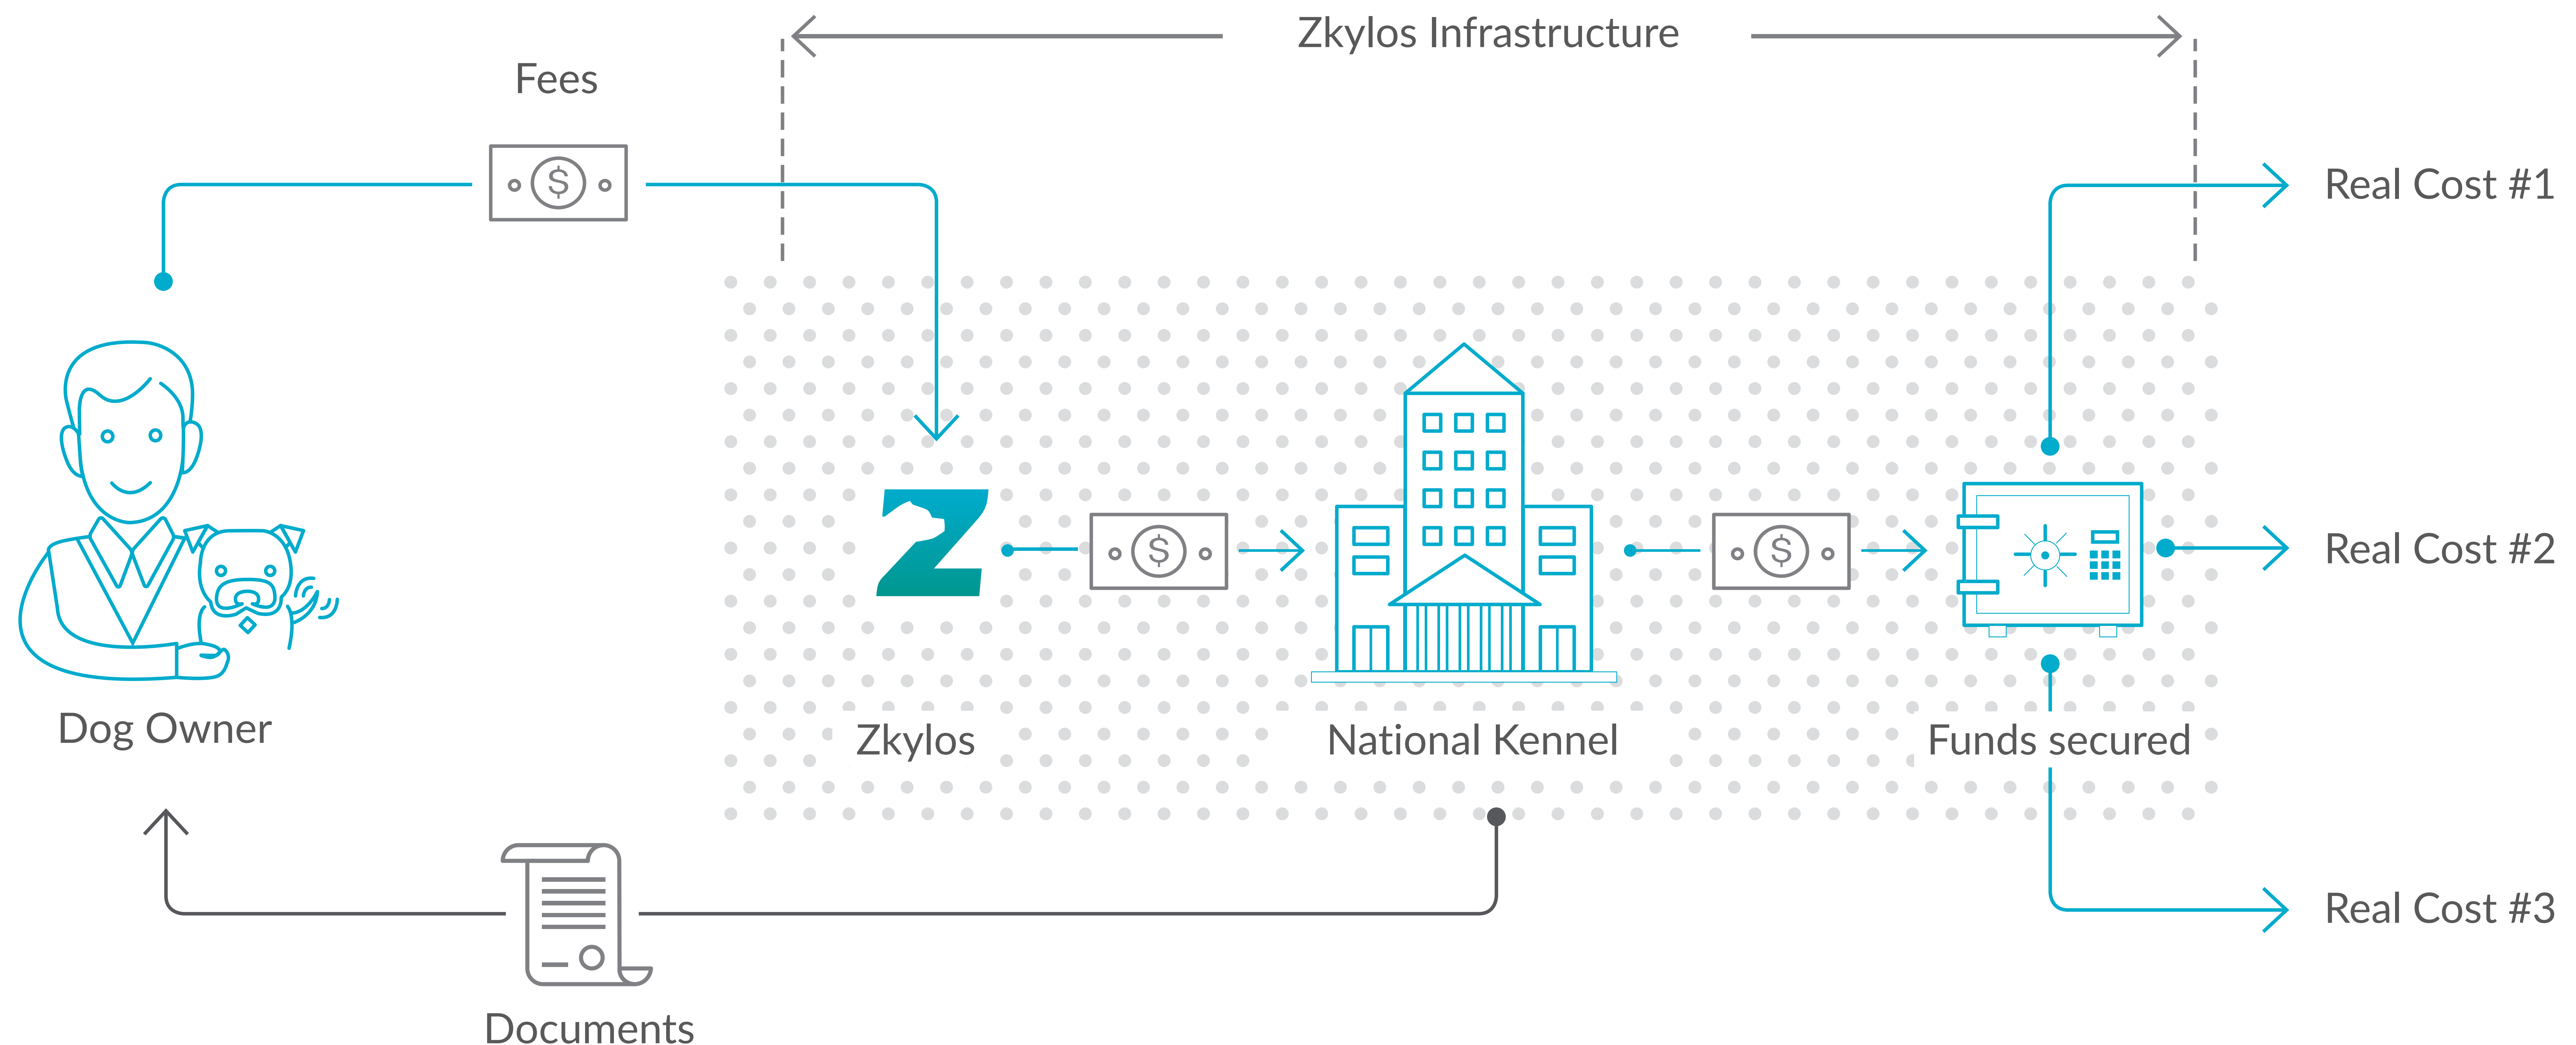 Zkylos Infrastructure
Fees
$
Real Cost #1
$
$
Real Cost #2
Dog Owner
Zkylos
National Kennel
Funds secured
Real Cost #3
Documents